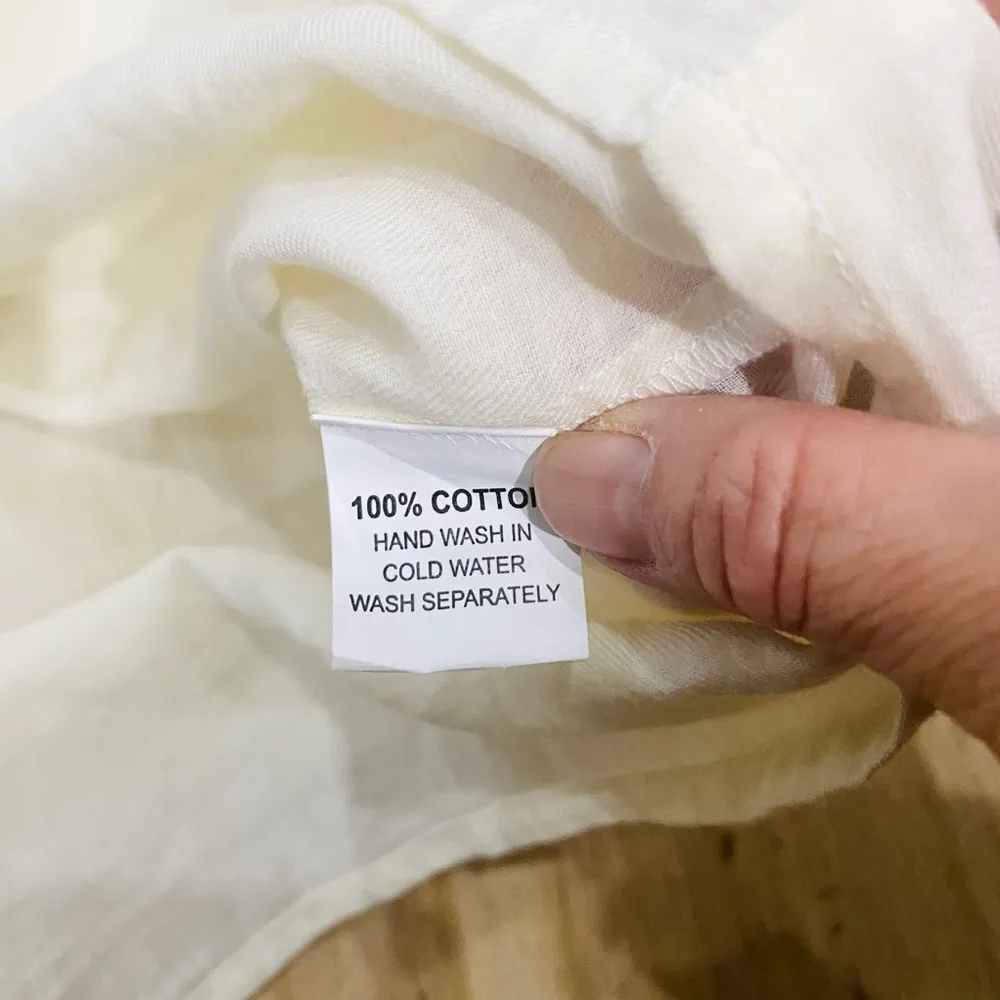 100% COTTO
HAND WASH IN
COLD WATER
WASH SEPARATELY